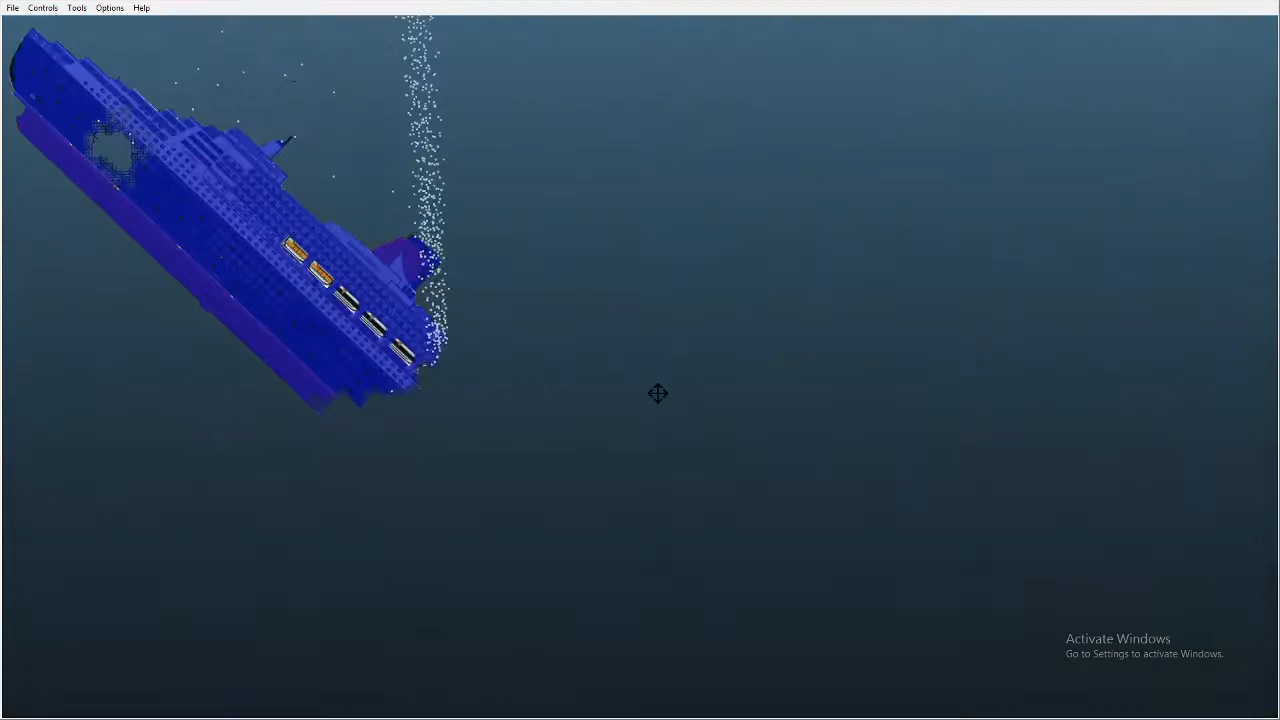 File Controls Tools Options Help
Activate Windows
Go to Settings to activate Windows.